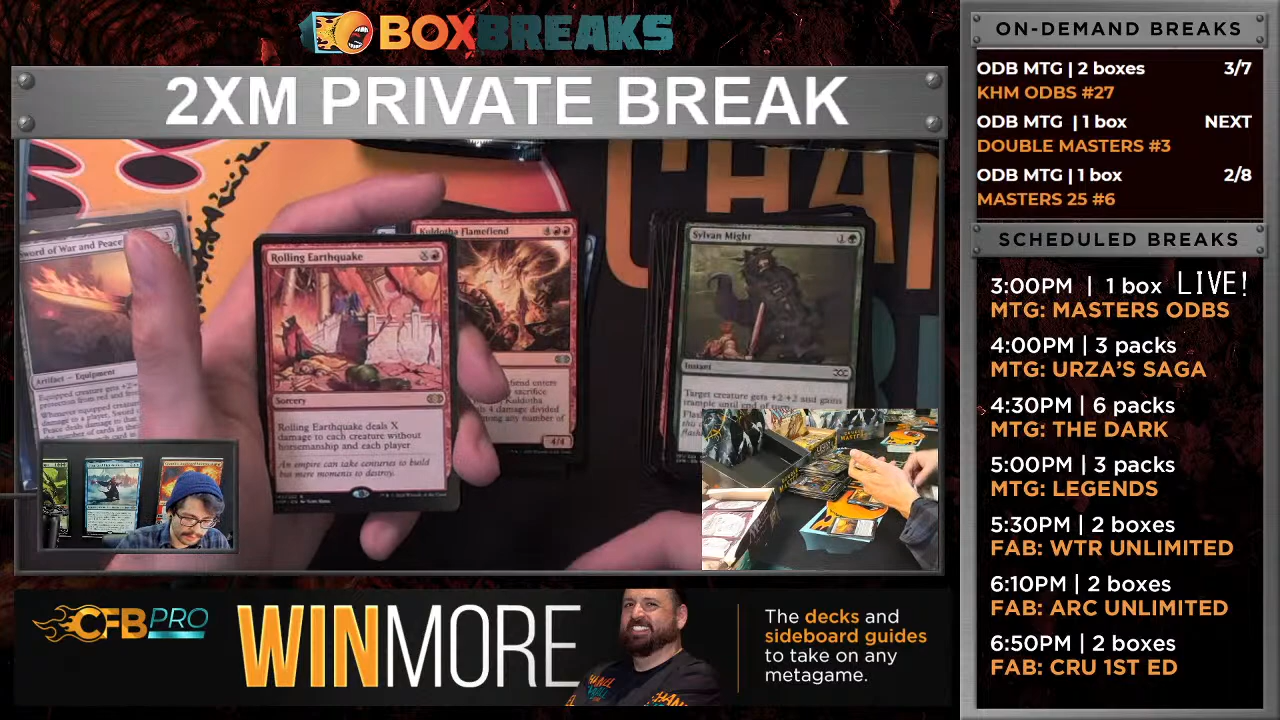 BOXBREAKS
2XM PRIVATE BREAK
Sword of War and Peace
3
Artifact – Equipment
Rolling Earthquake
X
Sorcery
Rolling Earthquake deals X
damage to each creature without
horsemanship and each player.
An empire can take centuries to build
but mere moments to destroy.
Kuldotha Flamefiend
4
4/4
Sylvan Might
1
Instant
Target creature gets +2/+2 and gains
trample until end of
CFBPRO
WINMORE
The decks and
sideboard guides
to take on any
metagame.
ON-DEMAND BREAKS
ODB MTG | 2 boxes 3/7
KHM ODBS #27
ODB MTG | 1 box NEXT
DOUBLE MASTERS #3
ODB MTG | 1 box 2/8
MASTERS 25 #6
SCHEDULED BREAKS
3:00PM | 1 box LIVE!
MTG: MASTERS ODBS
4:00PM | 3 packs
MTG: URZA'S SAGA
4:30PM | 6 packs
MTG: THE DARK
5:00PM | 3 packs
MTG: LEGENDS
5:30PM | 2 boxes
FAB: WTR UNLIMITED
6:10PM | 2 boxes
FAB: ARC UNLIMITED
6:50PM | 2 boxes
FAB: CRU 1ST ED